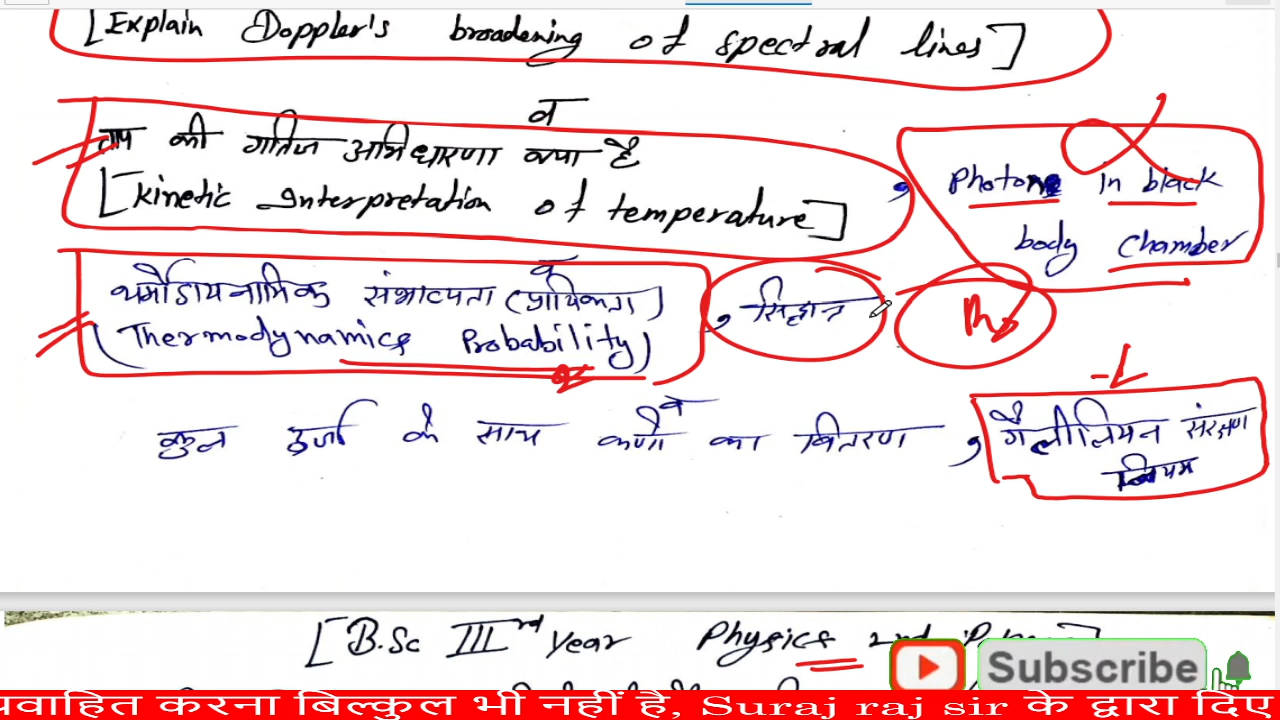 [Explain Doppler's broadening of spectral lines]
व
ताप की गतिज अभिधारणा क्या है
[Kinetic Interpretation of temperature] ,
Photons in black
body Chamber
व
थर्मोडायनामिक संभाव्यता (प्रायिकता)
(Thermodynamics Probability) , सिद्धान्त
व
कुल ऊर्जा के साथ कणों का वितरण , गैलीलियन संरक्षण
नियम
[B.Sc IIIrd year Physics 2nd
Subscribe
प्रवाहित करना बिल्कुल भी नहीं है, Suraj raj sir के द्वारा दिए